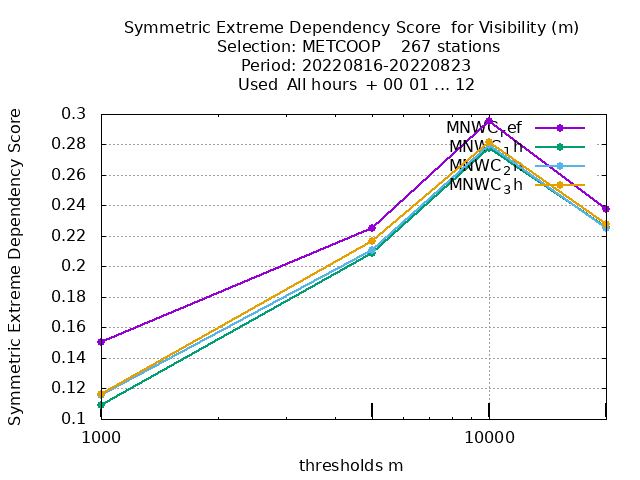 Symmetric Extreme Dependency Score  for Visibility (m)
Selection: METCOOP    267 stations
Period: 20220816-20220823
Used  All hours  + 00 01 ... 12
Symmetric Extreme Dependency Score
0.3
0.28
0.26
0.24
0.22
0.2
0.18
0.16
0.14
0.12
0.1
MNWC_ref
MNWC_1h
MNWC_2h
MNWC_3h
1000
10000
thresholds m